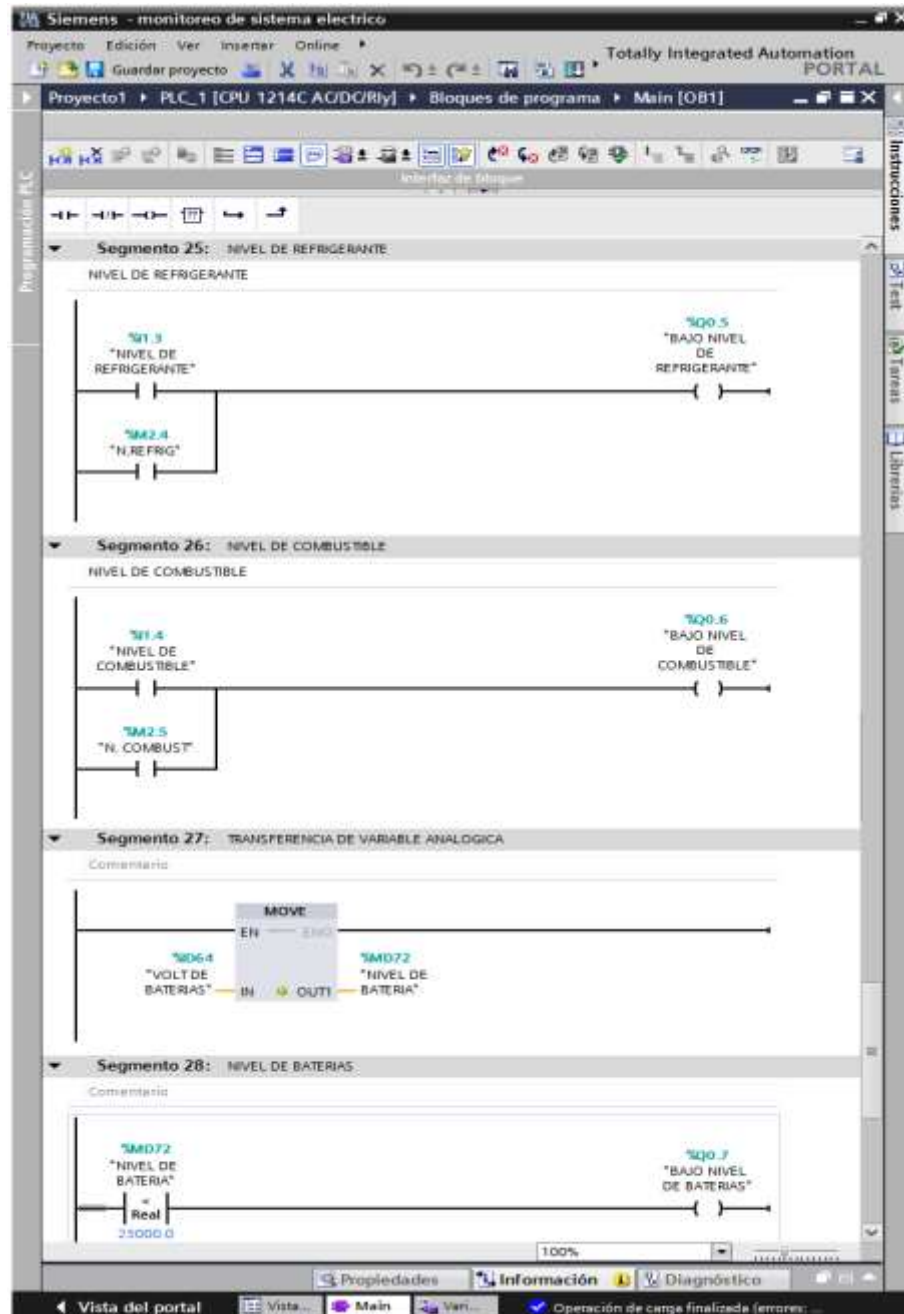 Siemens - monitoreo de sistema electrico
Proyecto Edición Ver Insertar Online
Totally Integrated Automation
PORTAL
Guardar proyecto
Proyecto1 PLC_1 [CPU 1214C AC/DC/Rly] Bloques de programa Main [OB1]
Interfaz de bloque
Programación PLC
Instrucciones
Test
Tareas
Librerías
Segmento 25: NIVEL DE REFRIGERANTE
NIVEL DE REFRIGERANTE
%I1.3
"NIVEL DE
REFRIGERANTE"
%Q0.5
"BAJO NIVEL
DE
REFRIGERANTE"
%M2.4
"N.REFRIG"
Segmento 26: NIVEL DE COMBUSTIBLE
NIVEL DE COMBUSTIBLE
%I1.4
"NIVEL DE
COMBUSTIBLE"
%Q0.6
"BAJO NIVEL
DE
COMBUSTIBLE"
%M2.5
"N. COMBUST"
Segmento 27: TRANSFERENCIA DE VARIABLE ANALOGICA
Comentario
MOVE
EN ENO
%ID64
"VOLT DE
BATERIAS"
IN OUT1
%MD72
"NIVEL DE
BATERIA"
Segmento 28: NIVEL DE BATERIAS
Comentario
%MD72
"NIVEL DE
BATERIA"
Real
25000.0
%Q0.7
"BAJO NIVEL
DE BATERIAS"
100%
Propiedades Información Diagnóstico
Vista del portal Vista... Main Vari... Operación de carga finalizada (errores: ...